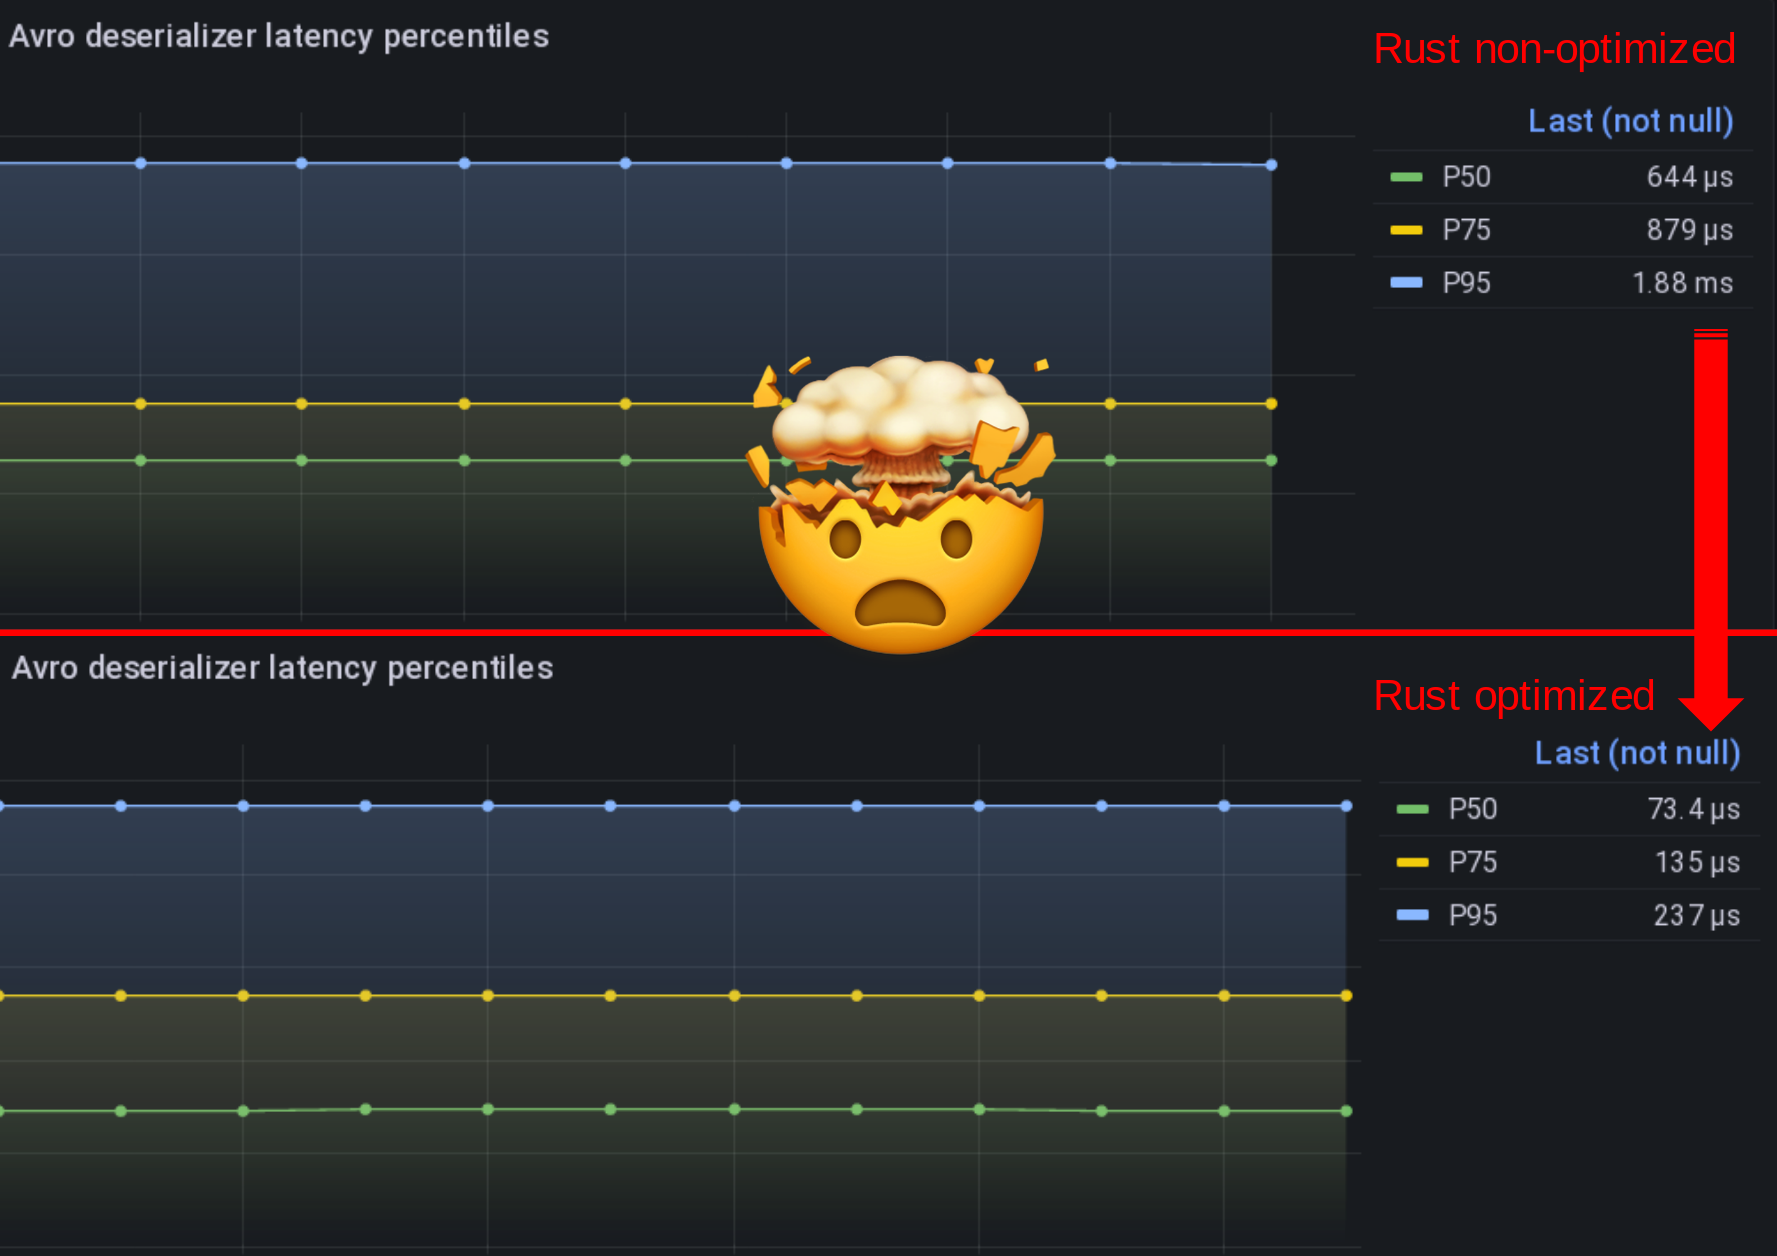 Avro deserializer latency percentiles
Rust non-optimized
Last (not null)
P50 644 µs
P75 879 µs
P95 1.88 ms
Avro deserializer latency percentiles
Rust optimized
Last (not null)
P50 73.4 µs
P75 135 µs
P95 237 µs